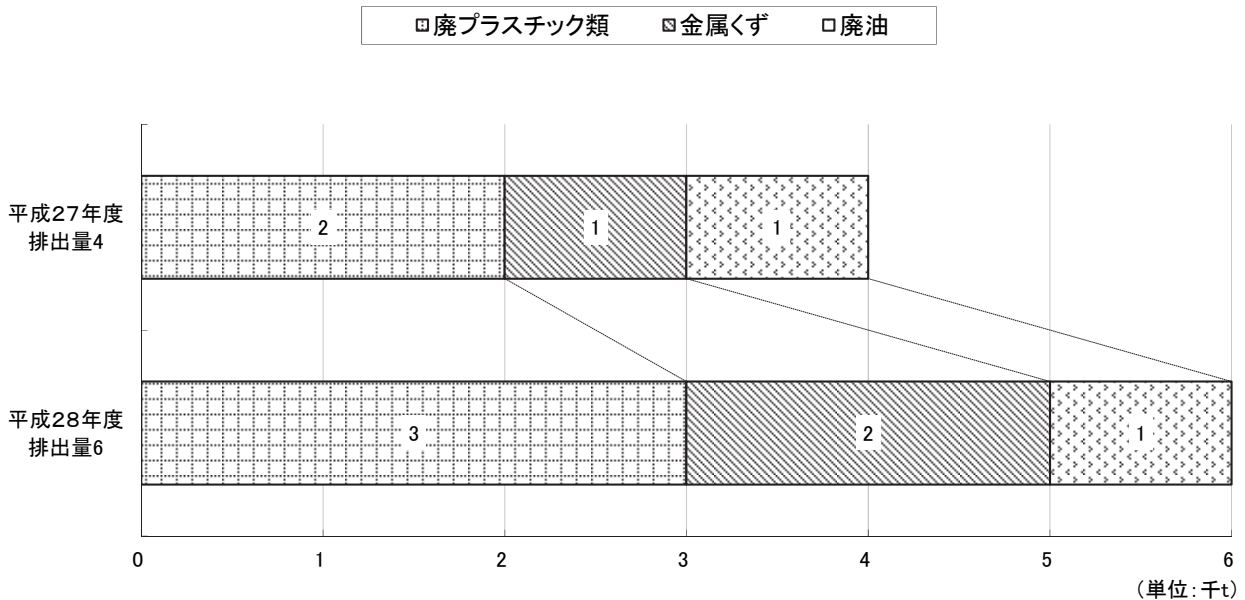 廃プラスチック類 金属くず 廃油
平成27年度
排出量4
2 1 1
平成28年度
排出量6
3 2 1
0 1 2 3 4 5 6
(単位:千t)